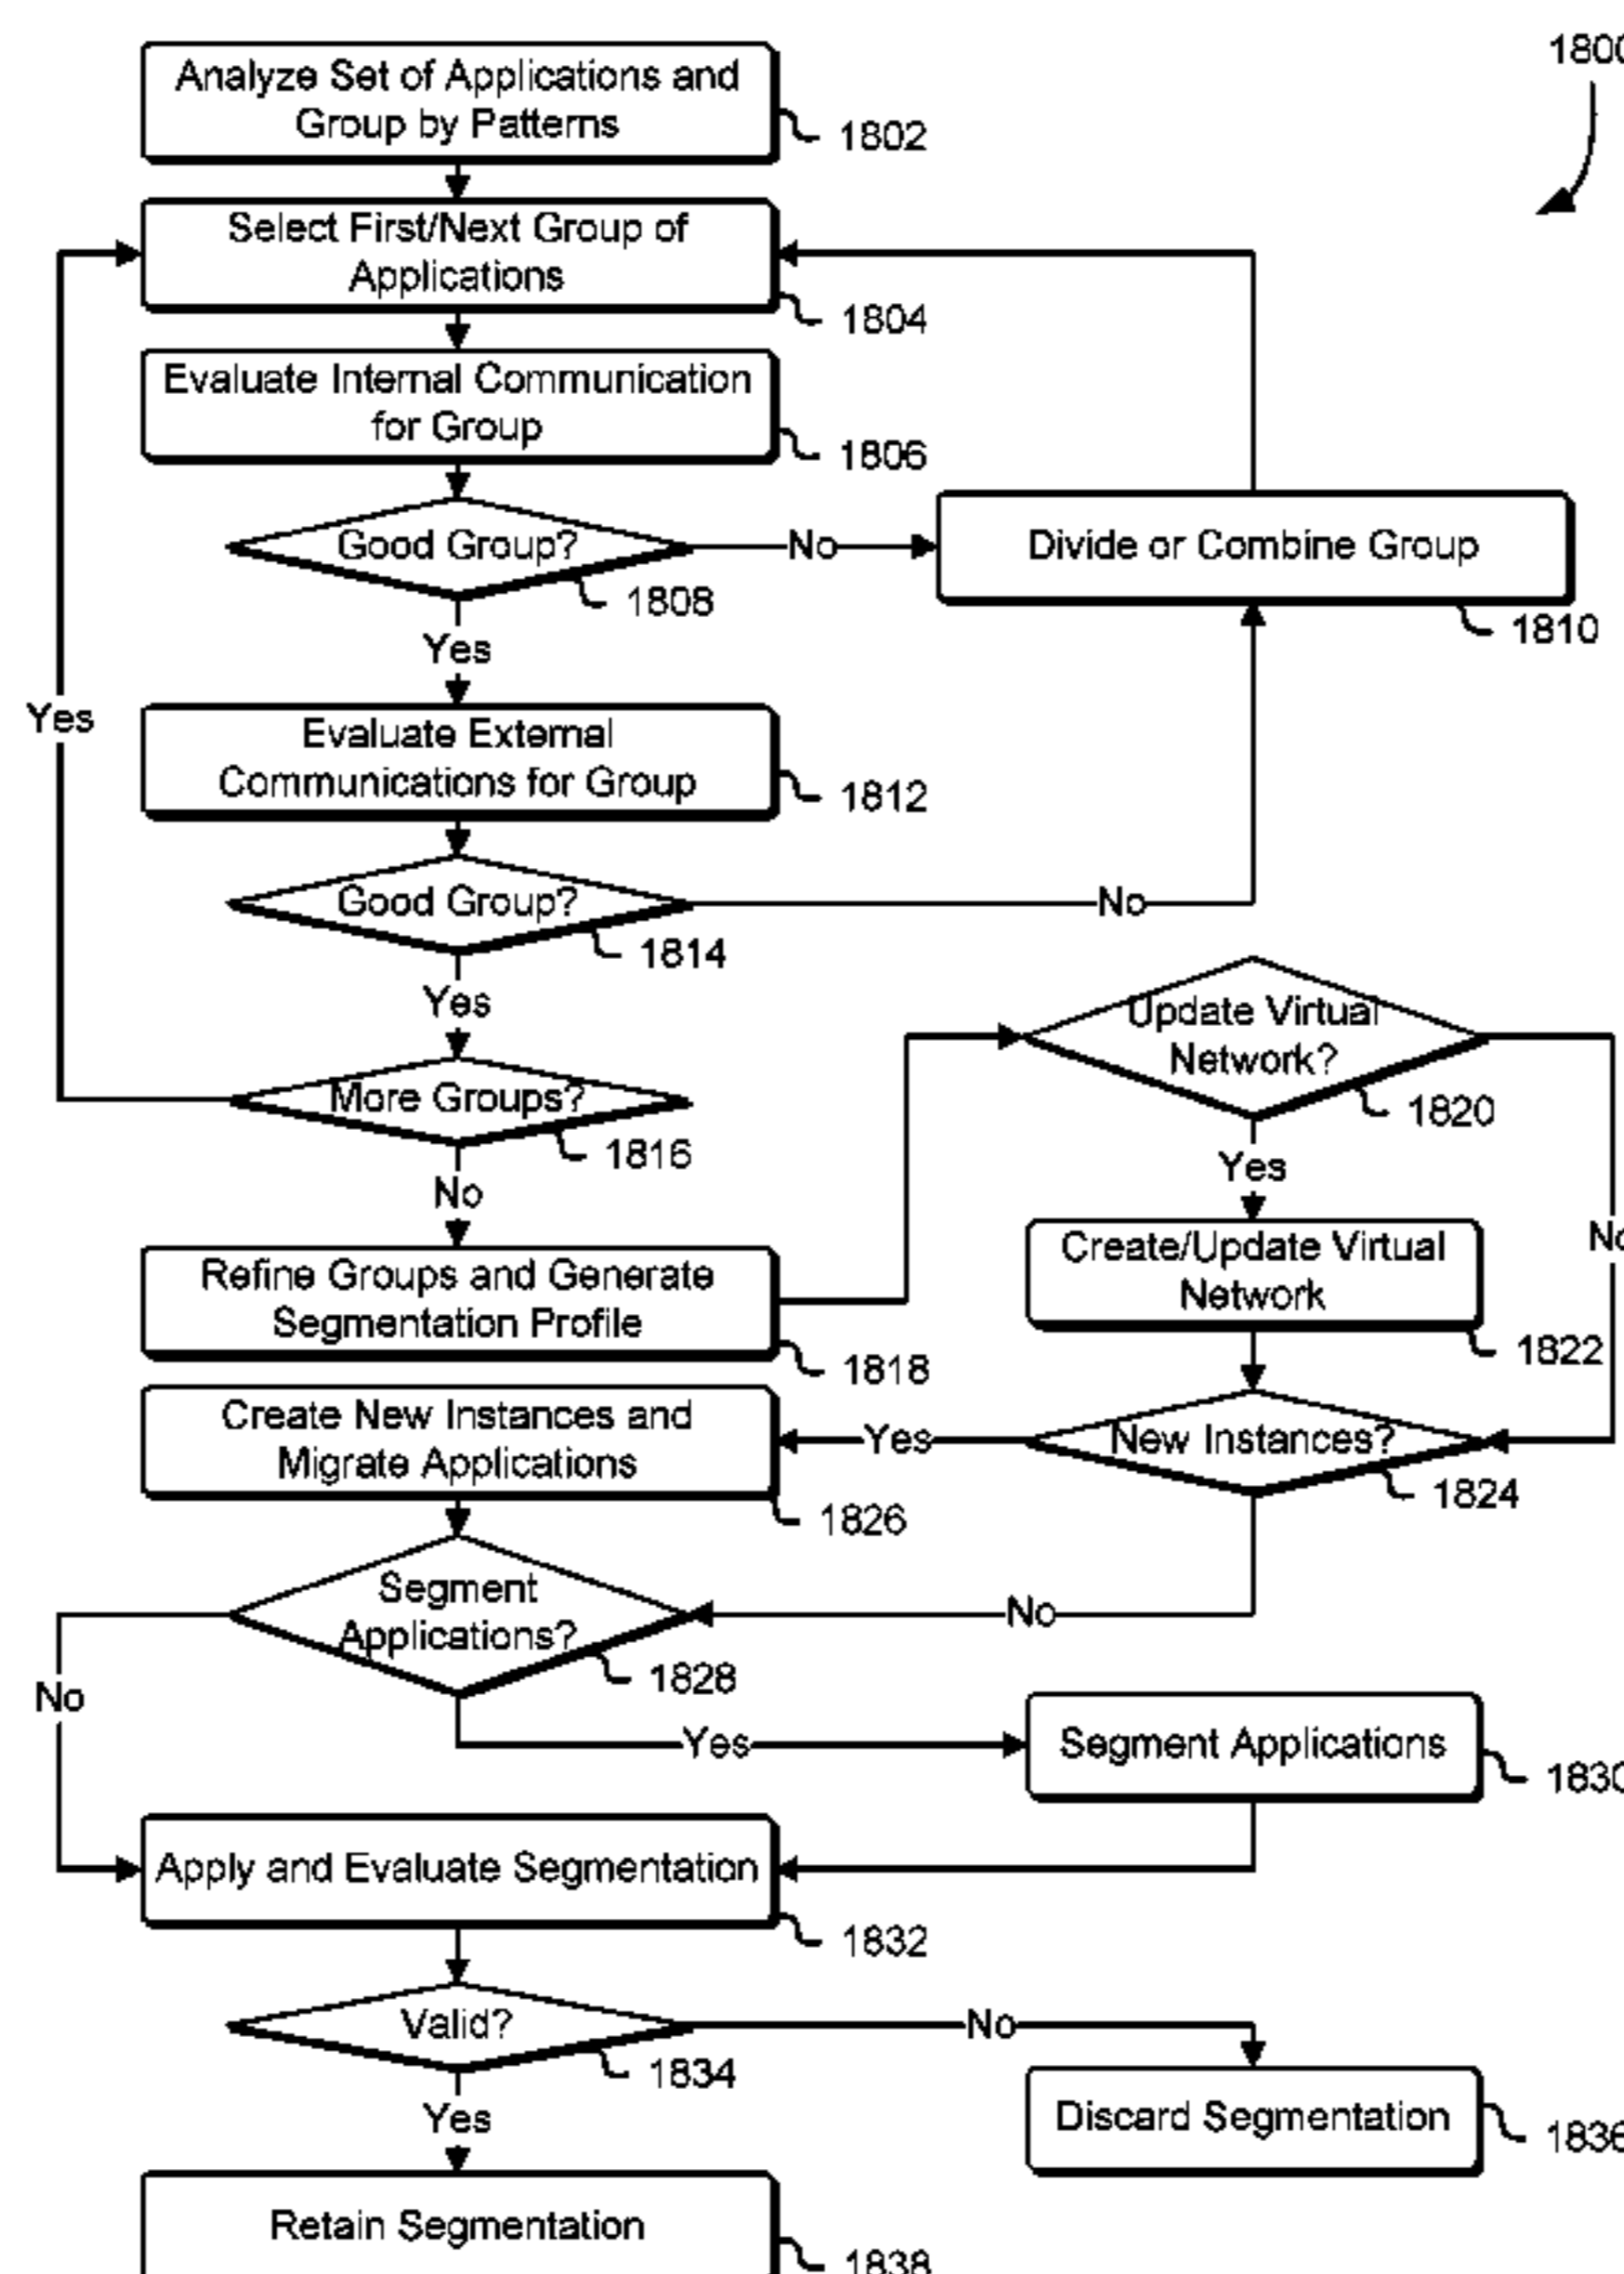 1800
Analyze Set of Applications and
Group by Patterns
1802
Select First/Next Group of
Applications
1804
Evaluate Internal Communication
for Group
1806
Good Group?
No
1808
Divide or Combine Group
1810
Yes
Yes
Evaluate External
Communications for Group
1812
Good Group?
No
1814
Yes
More Groups?
1816
No
Update Virtual
Network?
1820
Yes
No
Refine Groups and Generate
Segmentation Profile
1818
Create/Update Virtual
Network
1822
New Instances?
1824
Yes
Create New Instances and
Migrate Applications
1826
No
Segment
Applications?
1828
No
Yes
Segment Applications
1830
Apply and Evaluate Segmentation
1832
Valid?
No
1834
Yes
Discard Segmentation
1836
Retain Segmentation
1838